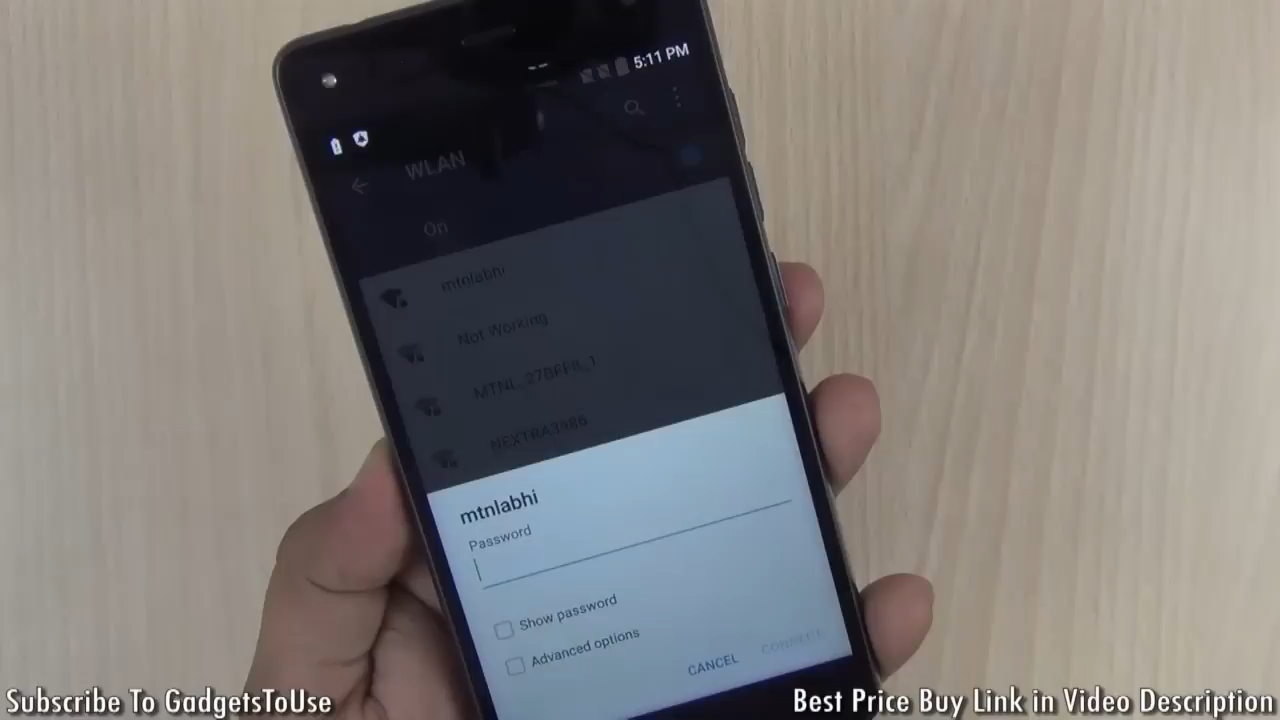 5:11 PM
WLAN
On
mtnlabhi
Not Working
NEXTRA3986
mtnlabhi
Password
Show password
Advanced options
CANCEL CONNECT
Subscribe To GadgetsToUse
Best Price Buy Link in Video Description